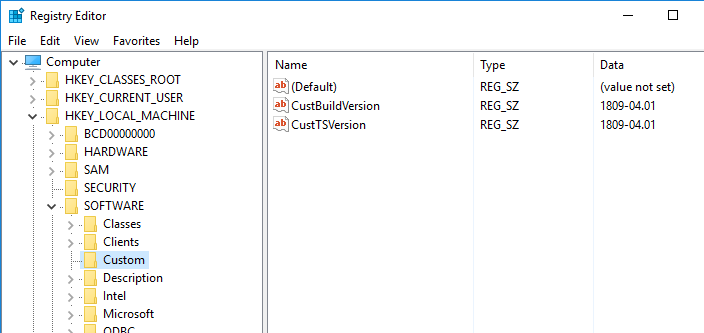 Registry Editor
File Edit View Favorites Help
Computer
HKEY_CLASSES_ROOT
HKEY_CURRENT_USER
HKEY_LOCAL_MACHINE
BCD00000000
HARDWARE
SAM
SECURITY
SOFTWARE
Classes
Clients
Custom
Description
Intel
Microsoft
ODBC
Name Type Data
ab (Default) REG_SZ (value not set)
ab CustBuildVersion REG_SZ 1809-04.01
ab CustTSVersion REG_SZ 1809-04.01